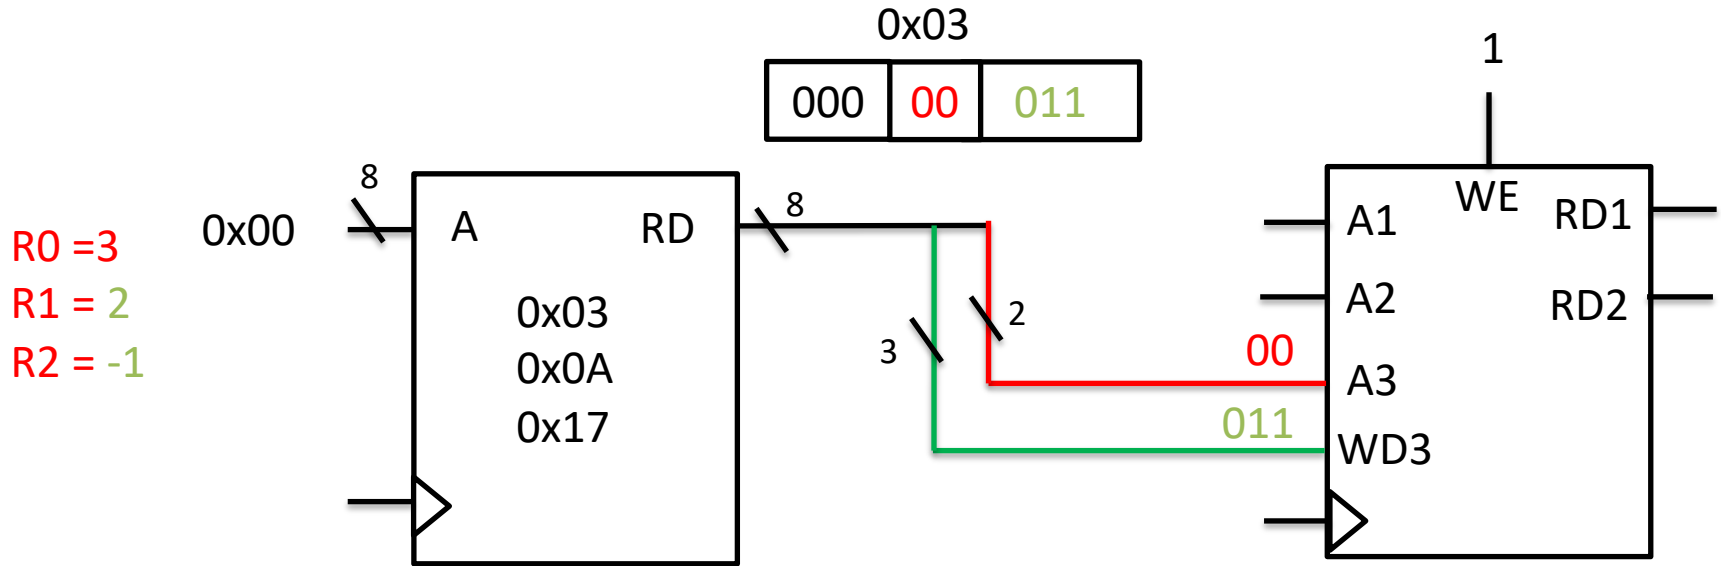 0x03
000 00 011
1
8
0x00 A RD 8
R0 =3
R1 = 2
R2 = -1
0x03
0x0A
0x17
3
2
00
011
WE
A1 RD1
A2 RD2
A3
WD3